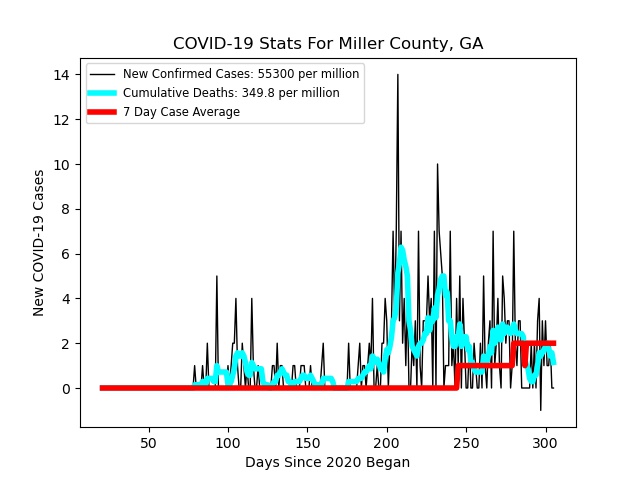 COVID-19 Stats For Miller County, GA
New Confirmed Cases: 55300 per million
Cumulative Deaths: 349.8 per million
7 Day Case Average
New COVID-19 Cases
14
12
10
8
6
4
2
0
50 100 150 200 250 300
Days Since 2020 Began